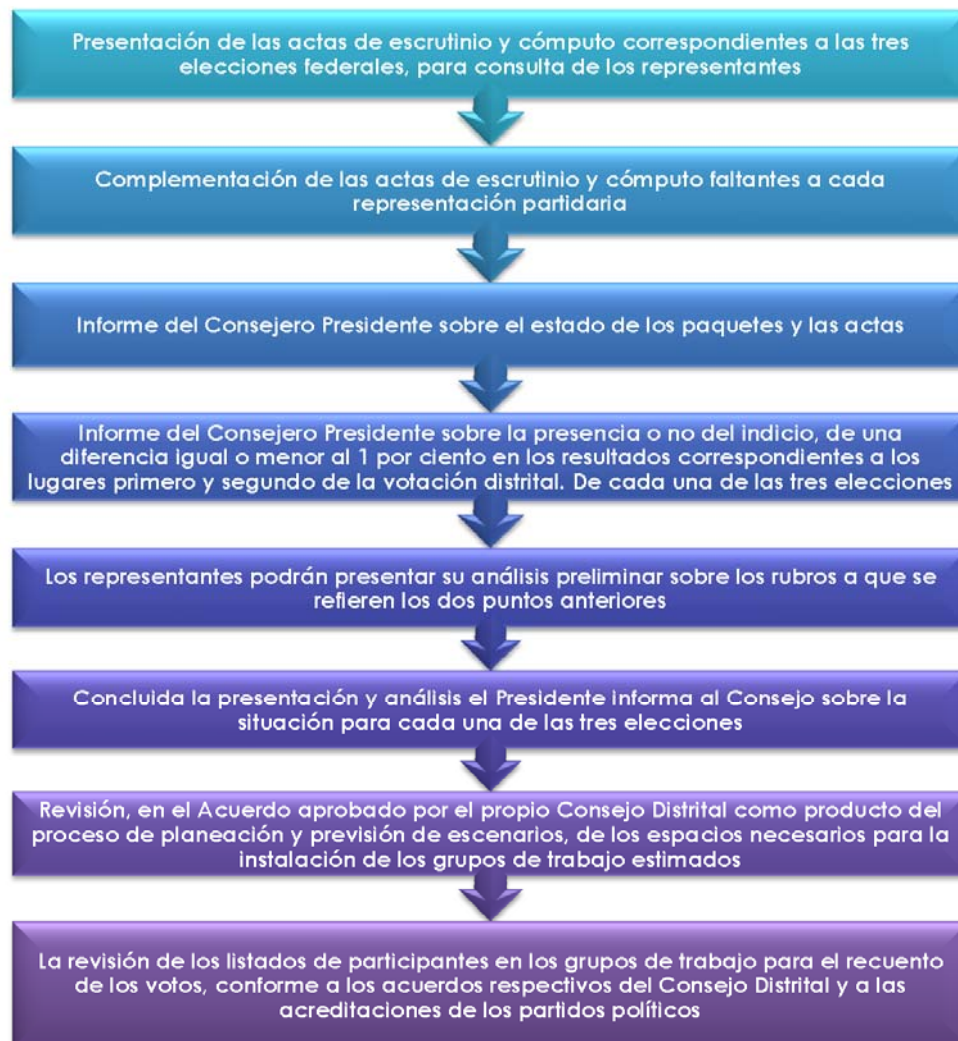 Presentación de las actas de escrutinio y cómputo correspondientes a las tres
elecciones federales, para consulta de los representantes
Complementación de las actas de escrutinio y cómputo faltantes a cada
representación partidaria
Informe del Consejero Presidente sobre el estado de los paquetes y las actas
Informe del Consejero Presidente sobre la presencia o no del indicio, de una
diferencia igual o menor al 1 por ciento en los resultados correspondientes a los
lugares primero y segundo de la votación distrital. De cada una de las tres elecciones
Los representantes podrán presentar su análisis preliminar sobre los rubros a que se
refieren los dos puntos anteriores
Concluida la presentación y análisis el Presidente informa al Consejo sobre la
situación para cada una de las tres elecciones
Revisión, en el Acuerdo aprobado por el propio Consejo Distrital como producto del
proceso de planeación y previsión de escenarios, de los espacios necesarios para la
instalación de los grupos de trabajo estimados
La revisión de los listados de participantes en los grupos de trabajo para el recuento
de los votos, conforme a los acuerdos respectivos del Consejo Distrital y a las
acreditaciones de los partidos políticos